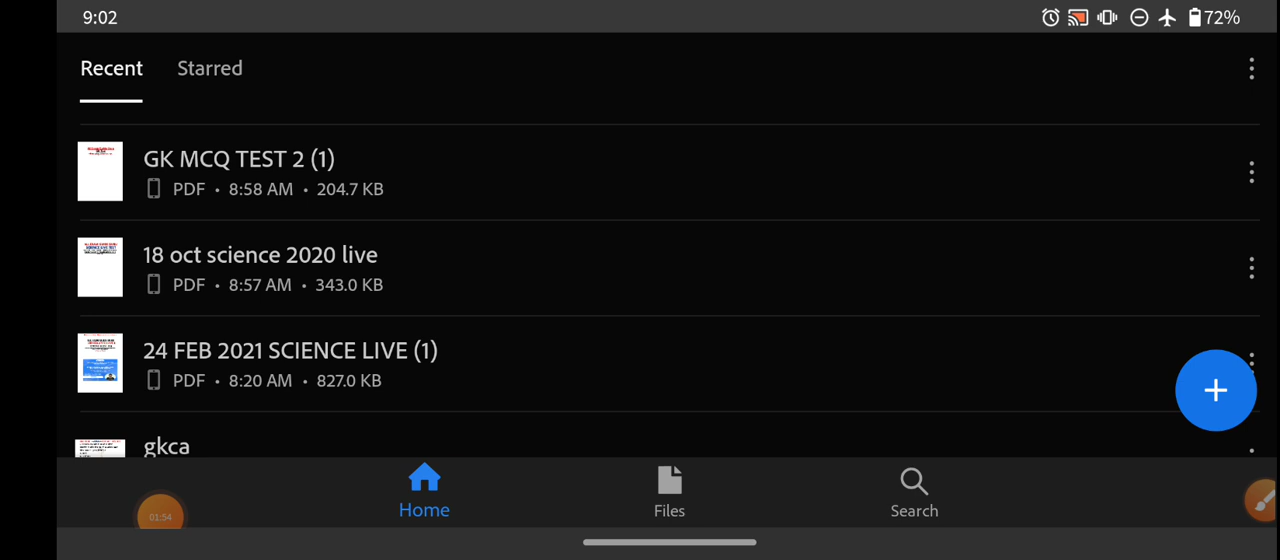 9:02
72%
Recent
Starred
GK MCQ TEST 2 (1)
PDF • 8:58 AM • 204.7 KB
18 oct science 2020 live
PDF • 8:57 AM • 343.0 KB
24 FEB 2021 SCIENCE LIVE (1)
PDF • 8:20 AM • 827.0 KB
gkca
01:54
Home
Files
Search